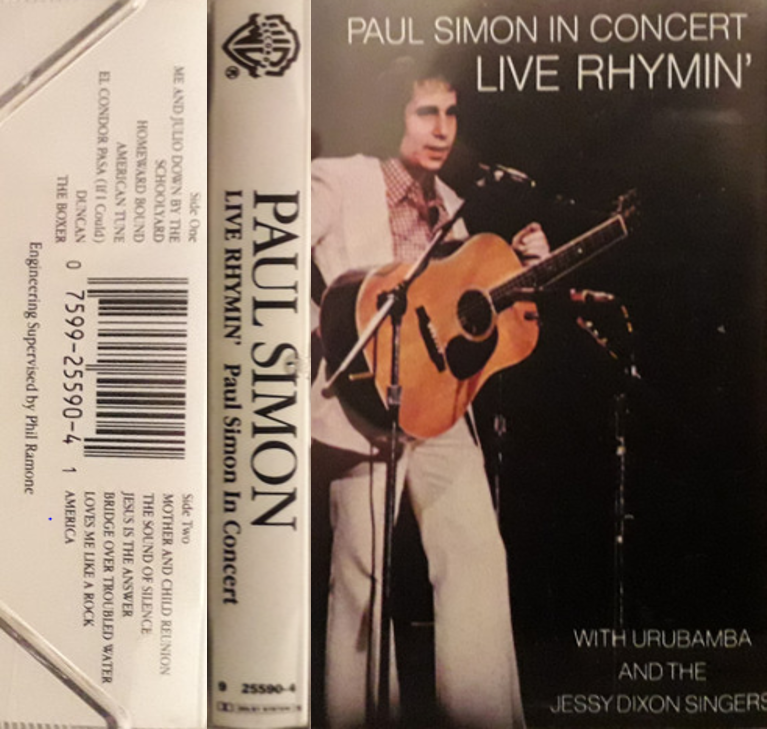 Side One
ME AND JULIO DOWN BY THE
SCHOOLYARD
HOMEWARD BOUND
AMERICAN TUNE
EL CONDOR PASA (If I Could)
DUNCAN
THE BOXER
0 7599-25590-4 1
Side Two
MOTHER AND CHILD REUNION
THE SOUND OF SILENCE
JESUS IS THE ANSWER
BRIDGE OVER TROUBLED WATER
LOVES ME LIKE A ROCK
AMERICA
Engineering Supervised by Phil Ramone
RECORDS
®
PAUL SIMON
LIVE RHYMIN' Paul Simon In Concert
9 25590-4
DOLBY SYSTEM
PAUL SIMON IN CONCERT
LIVE RHYMIN'
WITH URUBAMBA
AND THE
JESSY DIXON SINGERS